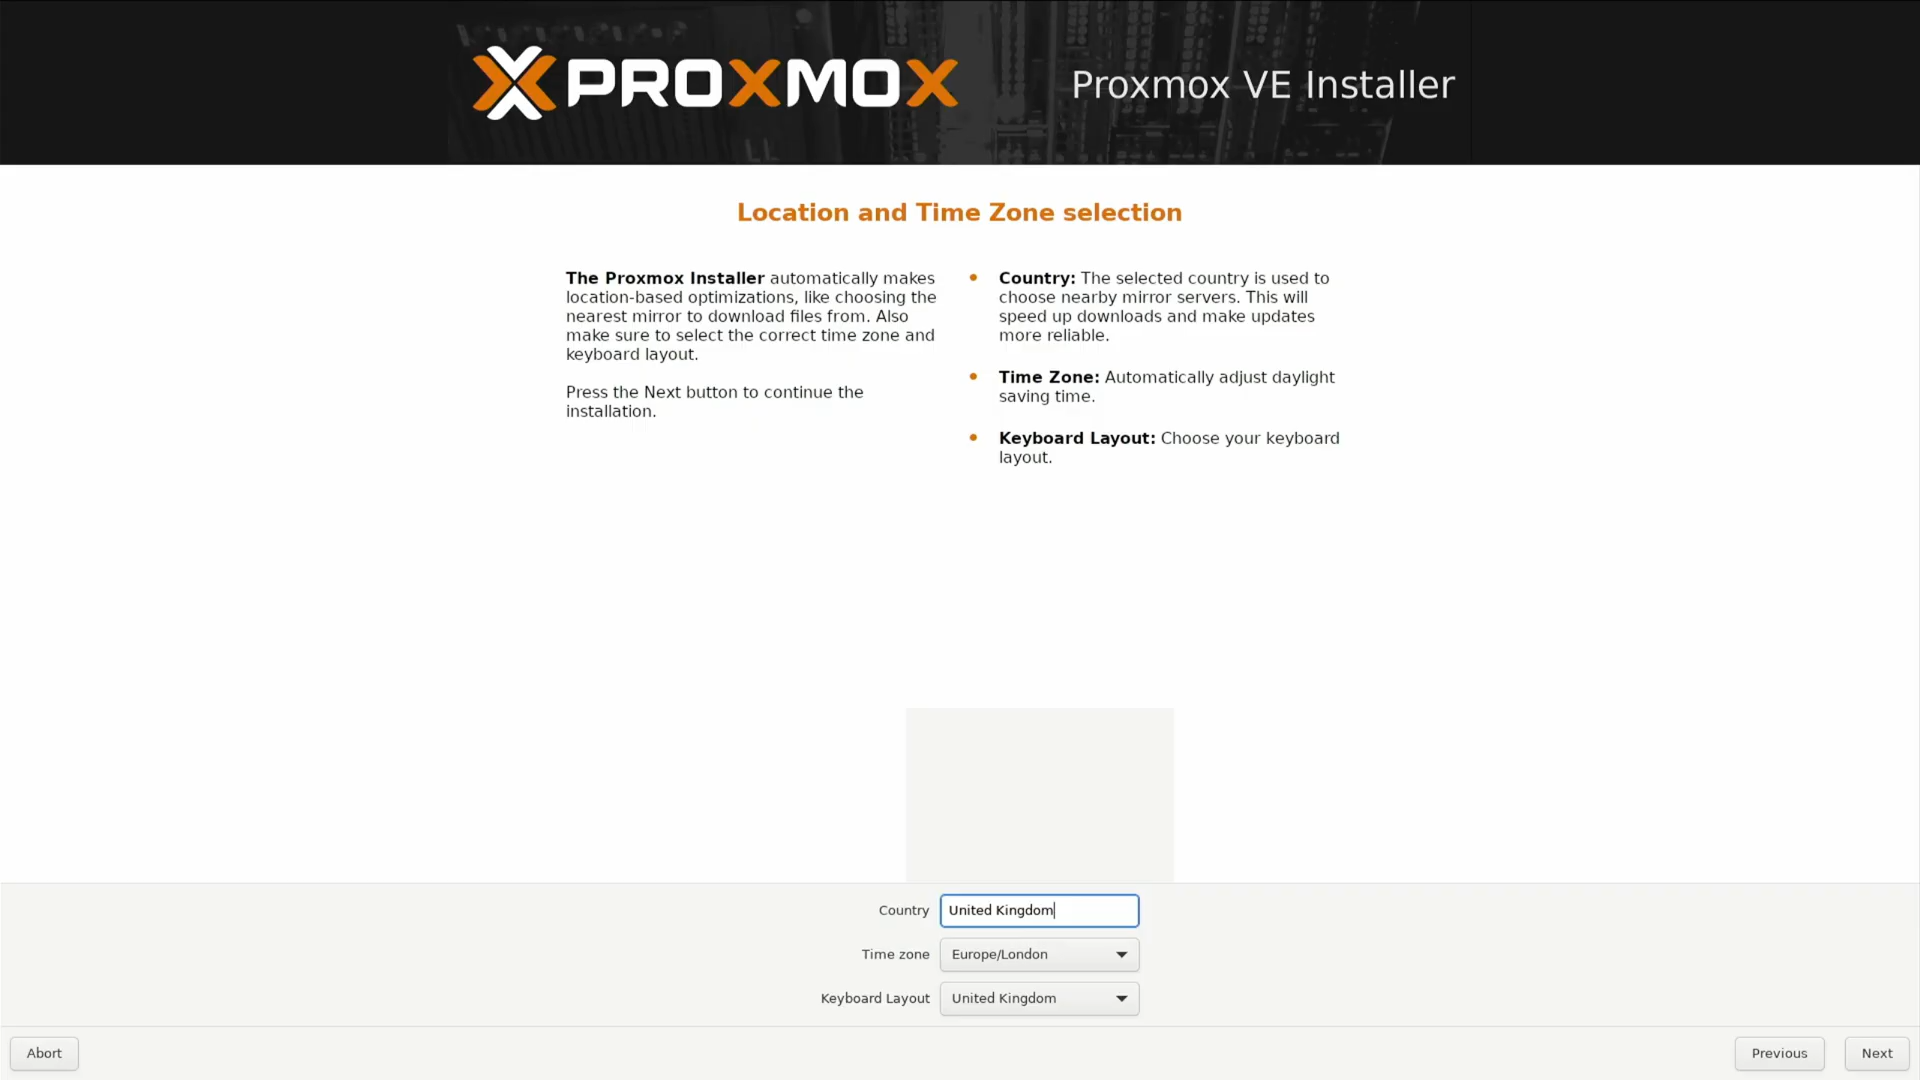 PROXMOX
Proxmox VE Installer
Location and Time Zone selection
The Proxmox Installer automatically makes
location-based optimizations, like choosing the
nearest mirror to download files from. Also
make sure to select the correct time zone and
keyboard layout.
Press the Next button to continue the
installation.
Country: The selected country is used to
choose nearby mirror servers. This will
speed up downloads and make updates
more reliable.
Time Zone: Automatically adjust daylight
saving time.
Keyboard Layout: Choose your keyboard
layout.
Country United Kingdom
Time zone Europe/London
Keyboard Layout United Kingdom
Abort
Previous
Next